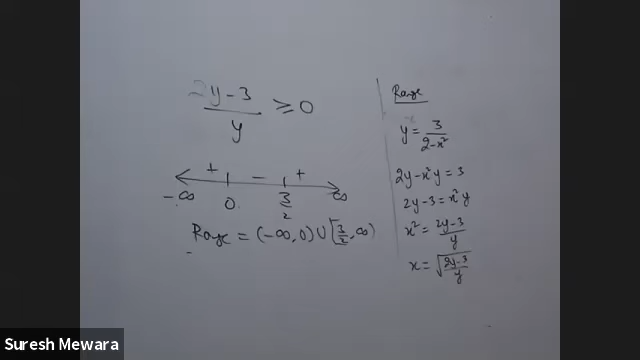 2y-3/y ≥ 0
+ - +
-∞ 0 3/2 ∞
Range = (-∞, 0) ∪ [3/2, ∞)
Range
y = 3/2-x²
2y-x²y = 3
2y-3 = x²y
x² = 2y-3/y
x = √2y-3/y
Suresh Mewara